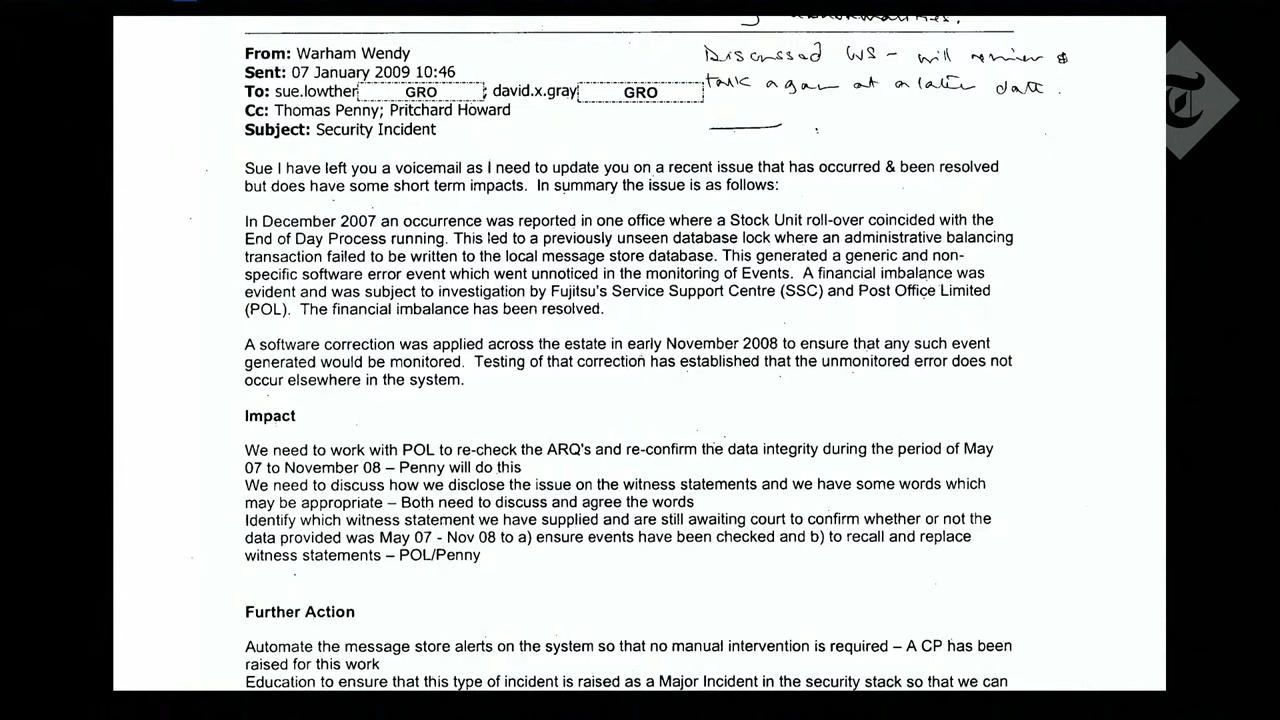 abnormalities.
From: Warham Wendy
Discussed WS – will review &
Sent: 07 January 2009 10:46
To: sue.lowther GRO ; david.x.gray GRO
talk again at a later date.
Cc: Thomas Penny; Pritchard Howard
Subject: Security Incident
Sue I have left you a voicemail as I need to update you on a recent issue that has occurred & been resolved
but does have some short term impacts. In summary the issue is as follows:
In December 2007 an occurrence was reported in one office where a Stock Unit roll-over coincided with the
End of Day Process running. This led to a previously unseen database lock where an administrative balancing
transaction failed to be written to the local message store database. This generated a generic and non-
specific software error event which went unnoticed in the monitoring of Events. A financial imbalance was
evident and was subject to investigation by Fujitsu's Service Support Centre (SSC) and Post Office Limited
(POL). The financial imbalance has been resolved.
A software correction was applied across the estate in early November 2008 to ensure that any such event
generated would be monitored. Testing of that correction has established that the unmonitored error does not
occur elsewhere in the system.
Impact
We need to work with POL to re-check the ARQ's and re-confirm the data integrity during the period of May
07 to November 08 – Penny will do this
We need to discuss how we disclose the issue on the witness statements and we have some words which
may be appropriate – Both need to discuss and agree the words
Identify which witness statement we have supplied and are still awaiting court to confirm whether or not the
data provided was May 07 - Nov 08 to a) ensure events have been checked and b) to recall and replace
witness statements – POL/Penny
Further Action
Automate the message store alerts on the system so that no manual intervention is required – A CP has been
raised for this work
Education to ensure that this type of incident is raised as a Major Incident in the security stack so that we can